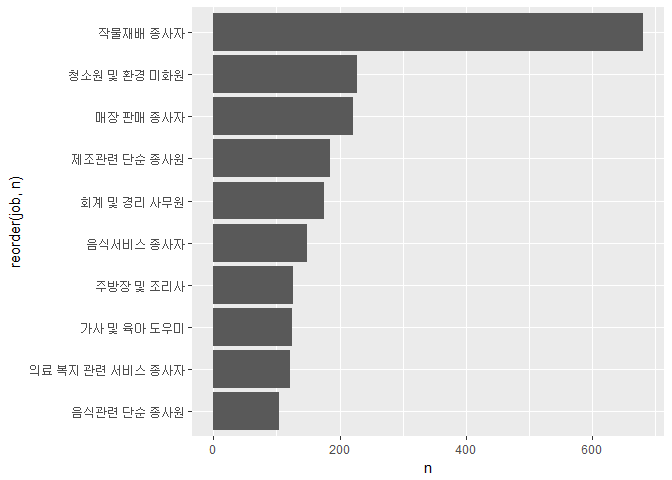 작물재배 종사자
청소원 및 환경 미화원
매장 판매 종사자
제조관련 단순 종사원
회계 및 경리 사무원
음식서비스 종사자
주방장 및 조리사
가사 및 육아 도우미
의료 복지 관련 서비스 종사자
음식관련 단순 종사원
reorder(job, n)
0 200 400 600
n